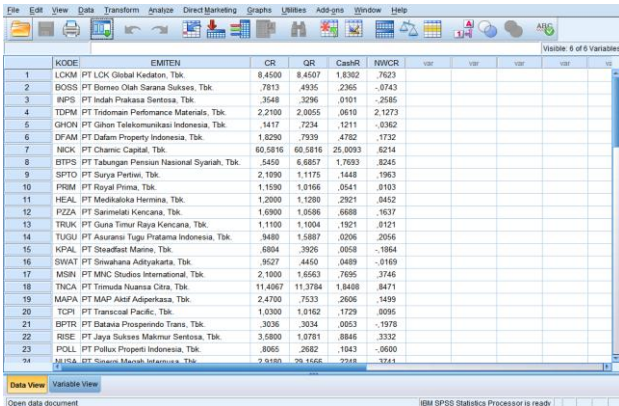 File Edit View Data Transform Analyze Direct Marketing Graphs Utilities Add-ons Window Help
Visible: 6 of 6 Variables
KODE EMITEN CR QR CashR NWCR var var var var va
1 LCKM PT LCK Global Kedaton, Tbk. 8,4500 8,4507 1,8302 ,7623
2 BOSS PT Borneo Olah Sarana Sukses, Tbk. ,7813 ,4935 ,2365 -,0743
3 INPS PT Indah Prakasa Sentosa, Tbk. ,3548 ,3296 ,0101 -,2585
4 TDPM PT Tridomain Perfomance Materials, Tbk. 2,2100 2,0055 ,0610 2,1273
5 GHON PT Gihon Telekomunikasi Indonesia, Tbk. ,1417 ,7234 ,1211 -,0362
6 DFAM PT Dafam Property Indonesia, Tbk. 1,8290 ,7939 ,4782 ,1732
7 NICK PT Charnic Capital, Tbk. 60,5816 60,5816 25,0093 ,6214
8 BTPS PT Tabungan Pensiun Nasional Syariah, Tbk. ,5450 6,6857 1,7693 ,8245
9 SPTO PT Surya Pertiwi, Tbk. 2,1090 1,1175 ,1448 ,1963
10 PRIM PT Royal Prima, Tbk. 1,1590 1,0166 ,0541 ,0103
11 HEAL PT Medikaloka Hermina, Tbk. 1,2000 1,1280 ,2921 ,0452
12 PZZA PT Sarimelati Kencana, Tbk. 1,6900 1,0586 ,6688 ,1637
13 TRUK PT Guna Timur Raya Kencana, Tbk. 1,1100 1,1004 ,1921 ,0121
14 TUGU PT Asuransi Tugu Pratama Indonesia, Tbk. ,9480 1,5887 ,0206 ,2056
15 KPAL PT Steadfast Marine, Tbk. ,6804 ,3926 ,0058 -,1864
16 SWAT PT Sriwahana Adityakarta, Tbk. ,9527 ,4450 ,0489 -,0169
17 MSIN PT MNC Studios International, Tbk. 2,1000 1,6563 ,7695 ,3746
18 TNCA PT Trimuda Nuansa Citra, Tbk. 11,4067 11,3784 1,8408 ,8471
19 MAPA PT MAP Aktif Adiperkasa, Tbk. 2,4700 ,7533 ,2606 ,1499
20 TCPI PT Transcoal Pacific, Tbk. 1,0300 1,0162 ,1729 ,0095
21 BPTR PT Batavia Prosperindo Trans, Tbk. ,3036 ,3034 ,0053 -,1978
22 RISE PT Jaya Sukses Makmur Sentosa, Tbk. 3,5800 1,0781 ,8846 ,3332
23 POLL PT Pollux Properti Indonesia, Tbk. ,8065 ,2682 ,1043 -,0600
24 NUSA PT Sinergi Megah Internusa, Tbk. 2,9180 29,1566 ,2248 ,3741
Data View Variable View
Open data document IBM SPSS Statistics Processor is ready